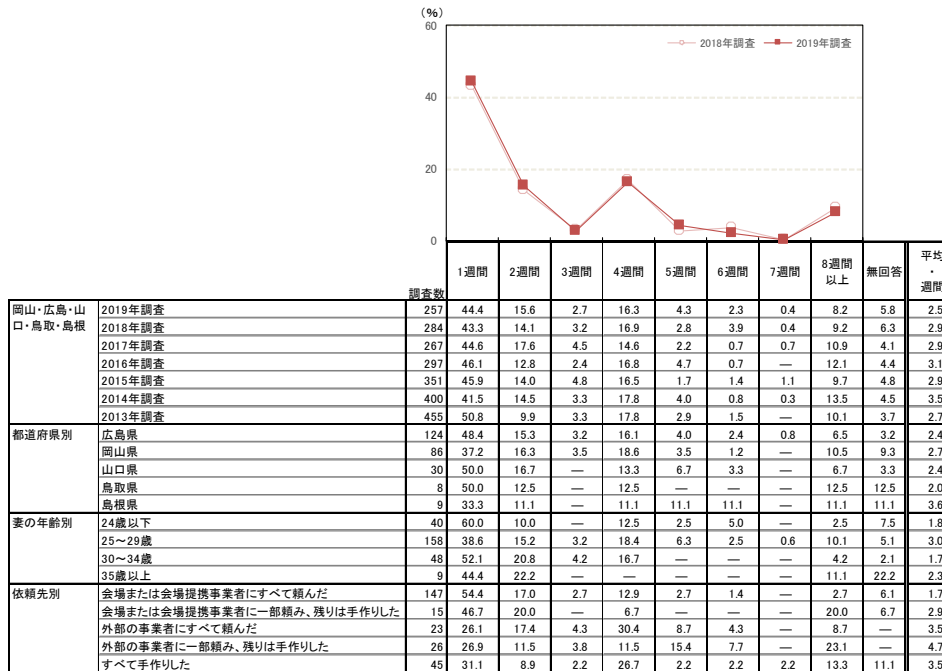 (%)
60
2018年調査 2019年調査
40
20
0
調査数 1週間 2週間 3週間 4週間 5週間 6週間 7週間 8週間以上 無回答 平均・週間
岡山・広島・山口・鳥取・島根 2019年調査 257 44.4 15.6 2.7 16.3 4.3 2.3 0.4 8.2 5.8 2.5
2018年調査 284 43.3 14.1 3.2 16.9 2.8 3.9 0.4 9.2 6.3 2.9
2017年調査 267 44.6 17.6 4.5 14.6 2.2 0.7 0.7 10.9 4.1 2.9
2016年調査 297 46.1 12.8 2.4 16.8 4.7 0.7 — 12.1 4.4 3.1
2015年調査 351 45.9 14.0 4.8 16.5 1.7 1.4 1.1 9.7 4.8 2.9
2014年調査 400 41.5 14.5 3.3 17.8 4.0 0.8 0.3 13.5 4.5 3.5
2013年調査 455 50.8 9.9 3.3 17.8 2.9 1.5 — 10.1 3.7 2.7
都道府県別 広島県 124 48.4 15.3 3.2 16.1 4.0 2.4 0.8 6.5 3.2 2.4
岡山県 86 37.2 16.3 3.5 18.6 3.5 1.2 — 10.5 9.3 2.7
山口県 30 50.0 16.7 — 13.3 6.7 3.3 — 6.7 3.3 2.4
鳥取県 8 50.0 12.5 — 12.5 — — — 12.5 12.5 2.0
島根県 9 33.3 11.1 — 11.1 11.1 11.1 — 11.1 11.1 3.6
妻の年齢別 24歳以下 40 60.0 10.0 — 12.5 2.5 5.0 — 2.5 7.5 1.8
25～29歳 158 38.6 15.2 3.2 18.4 6.3 2.5 0.6 10.1 5.1 3.0
30～34歳 48 52.1 20.8 4.2 16.7 — — — 4.2 2.1 1.7
35歳以上 9 44.4 22.2 — — — — — 11.1 22.2 2.3
依頼先別 会場または会場提携事業者にすべて頼んだ 147 54.4 17.0 2.7 12.9 2.7 1.4 — 2.7 6.1 1.7
会場または会場提携事業者に一部頼み、残りは手作りした 15 46.7 20.0 — 6.7 — — — 20.0 6.7 2.9
外部の事業者にすべて頼んだ 23 26.1 17.4 4.3 30.4 8.7 4.3 — 8.7 — 3.5
外部の事業者に一部頼み、残りは手作りした 26 26.9 11.5 3.8 11.5 15.4 7.7 — 23.1 — 4.7
すべて手作りした 45 31.1 8.9 2.2 26.7 2.2 2.2 2.2 13.3 11.1 3.5